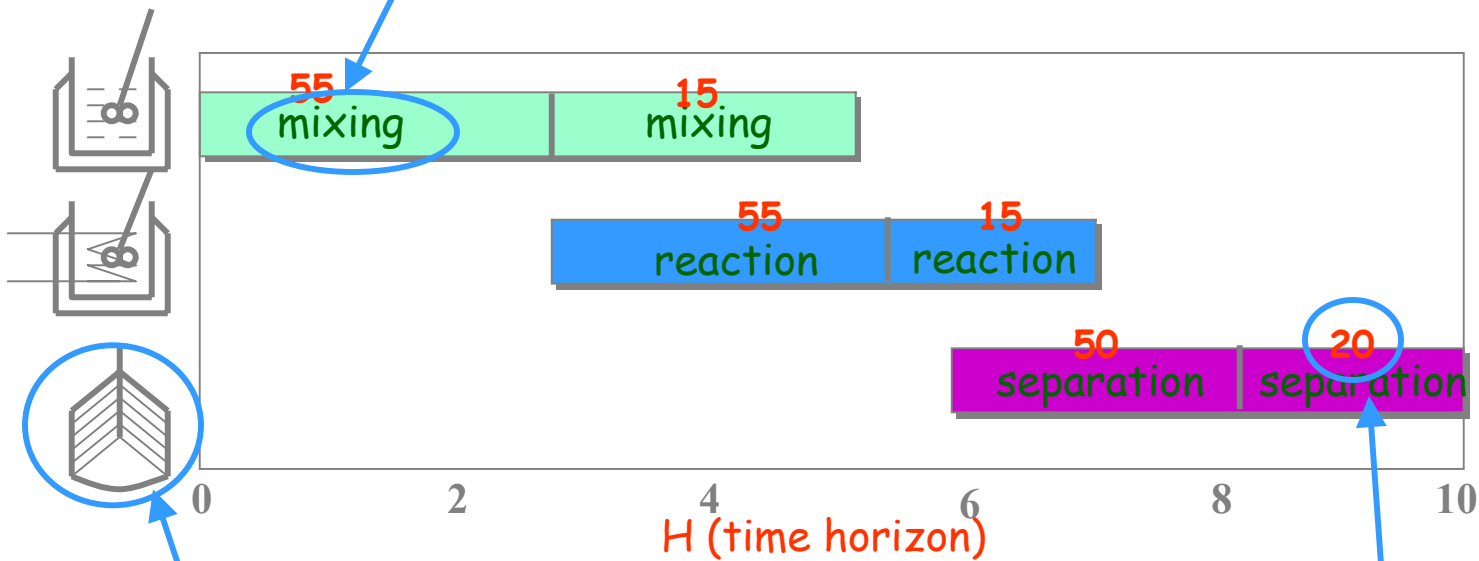 55 15
mixing mixing
55 15
reaction reaction
50 20
separation separation
0 2 4 6 8 10
H (time horizon)